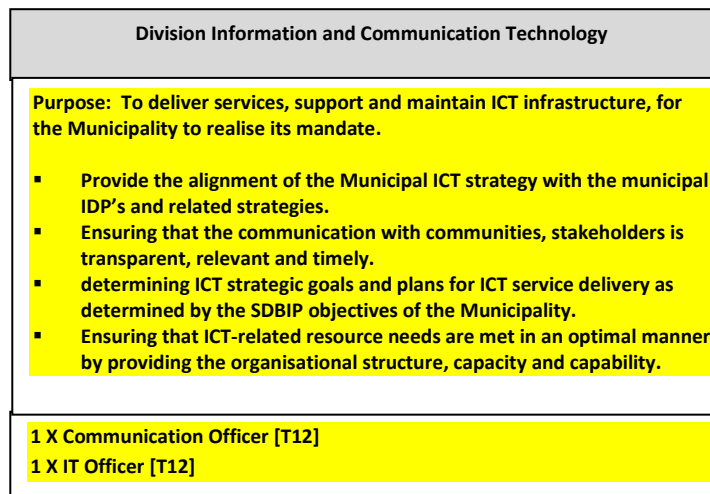 Division Information and Communication Technology
Purpose:  To deliver services, support and maintain ICT infrastructure, for
the Municipality to realise its mandate.
▪ Provide the alignment of the Municipal ICT strategy with the municipal
IDP's and related strategies.
▪ Ensuring that the communication with communities, stakeholders is
transparent, relevant and timely.
▪ determining ICT strategic goals and plans for ICT service delivery as
determined by the SDBIP objectives of the Municipality.
▪ Ensuring that ICT-related resource needs are met in an optimal manner
by providing the organisational structure, capacity and capability.
1 X Communication Officer [T12]
1 X IT Officer [T12]